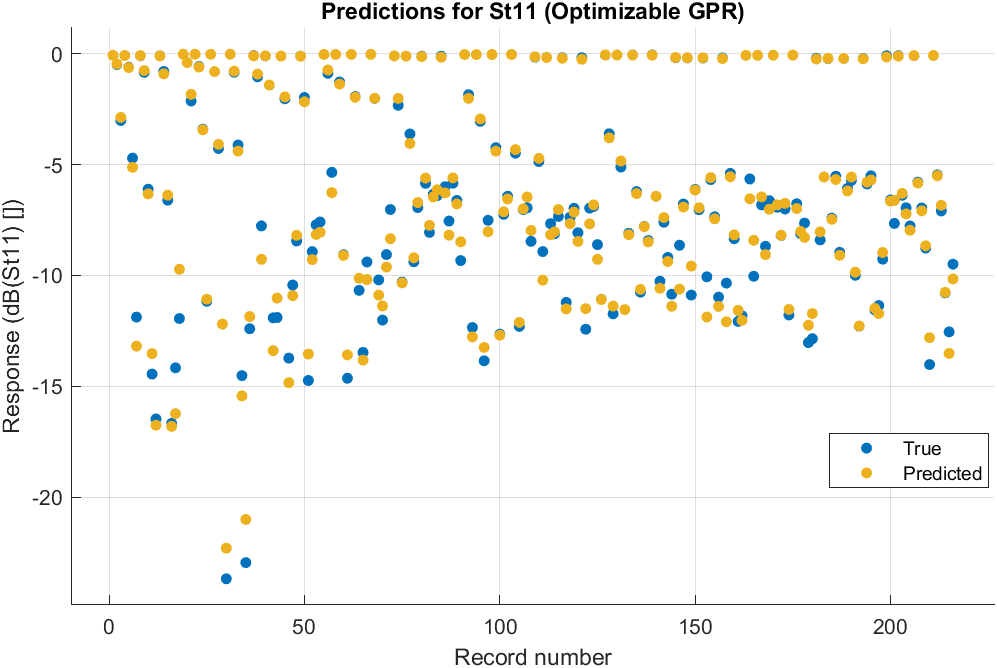 Predictions for St11 (Optimizable GPR)
Response (dB(St11) [])
0
-5
-10
-15
-20
True
Predicted
0
50
100
150
200
Record number